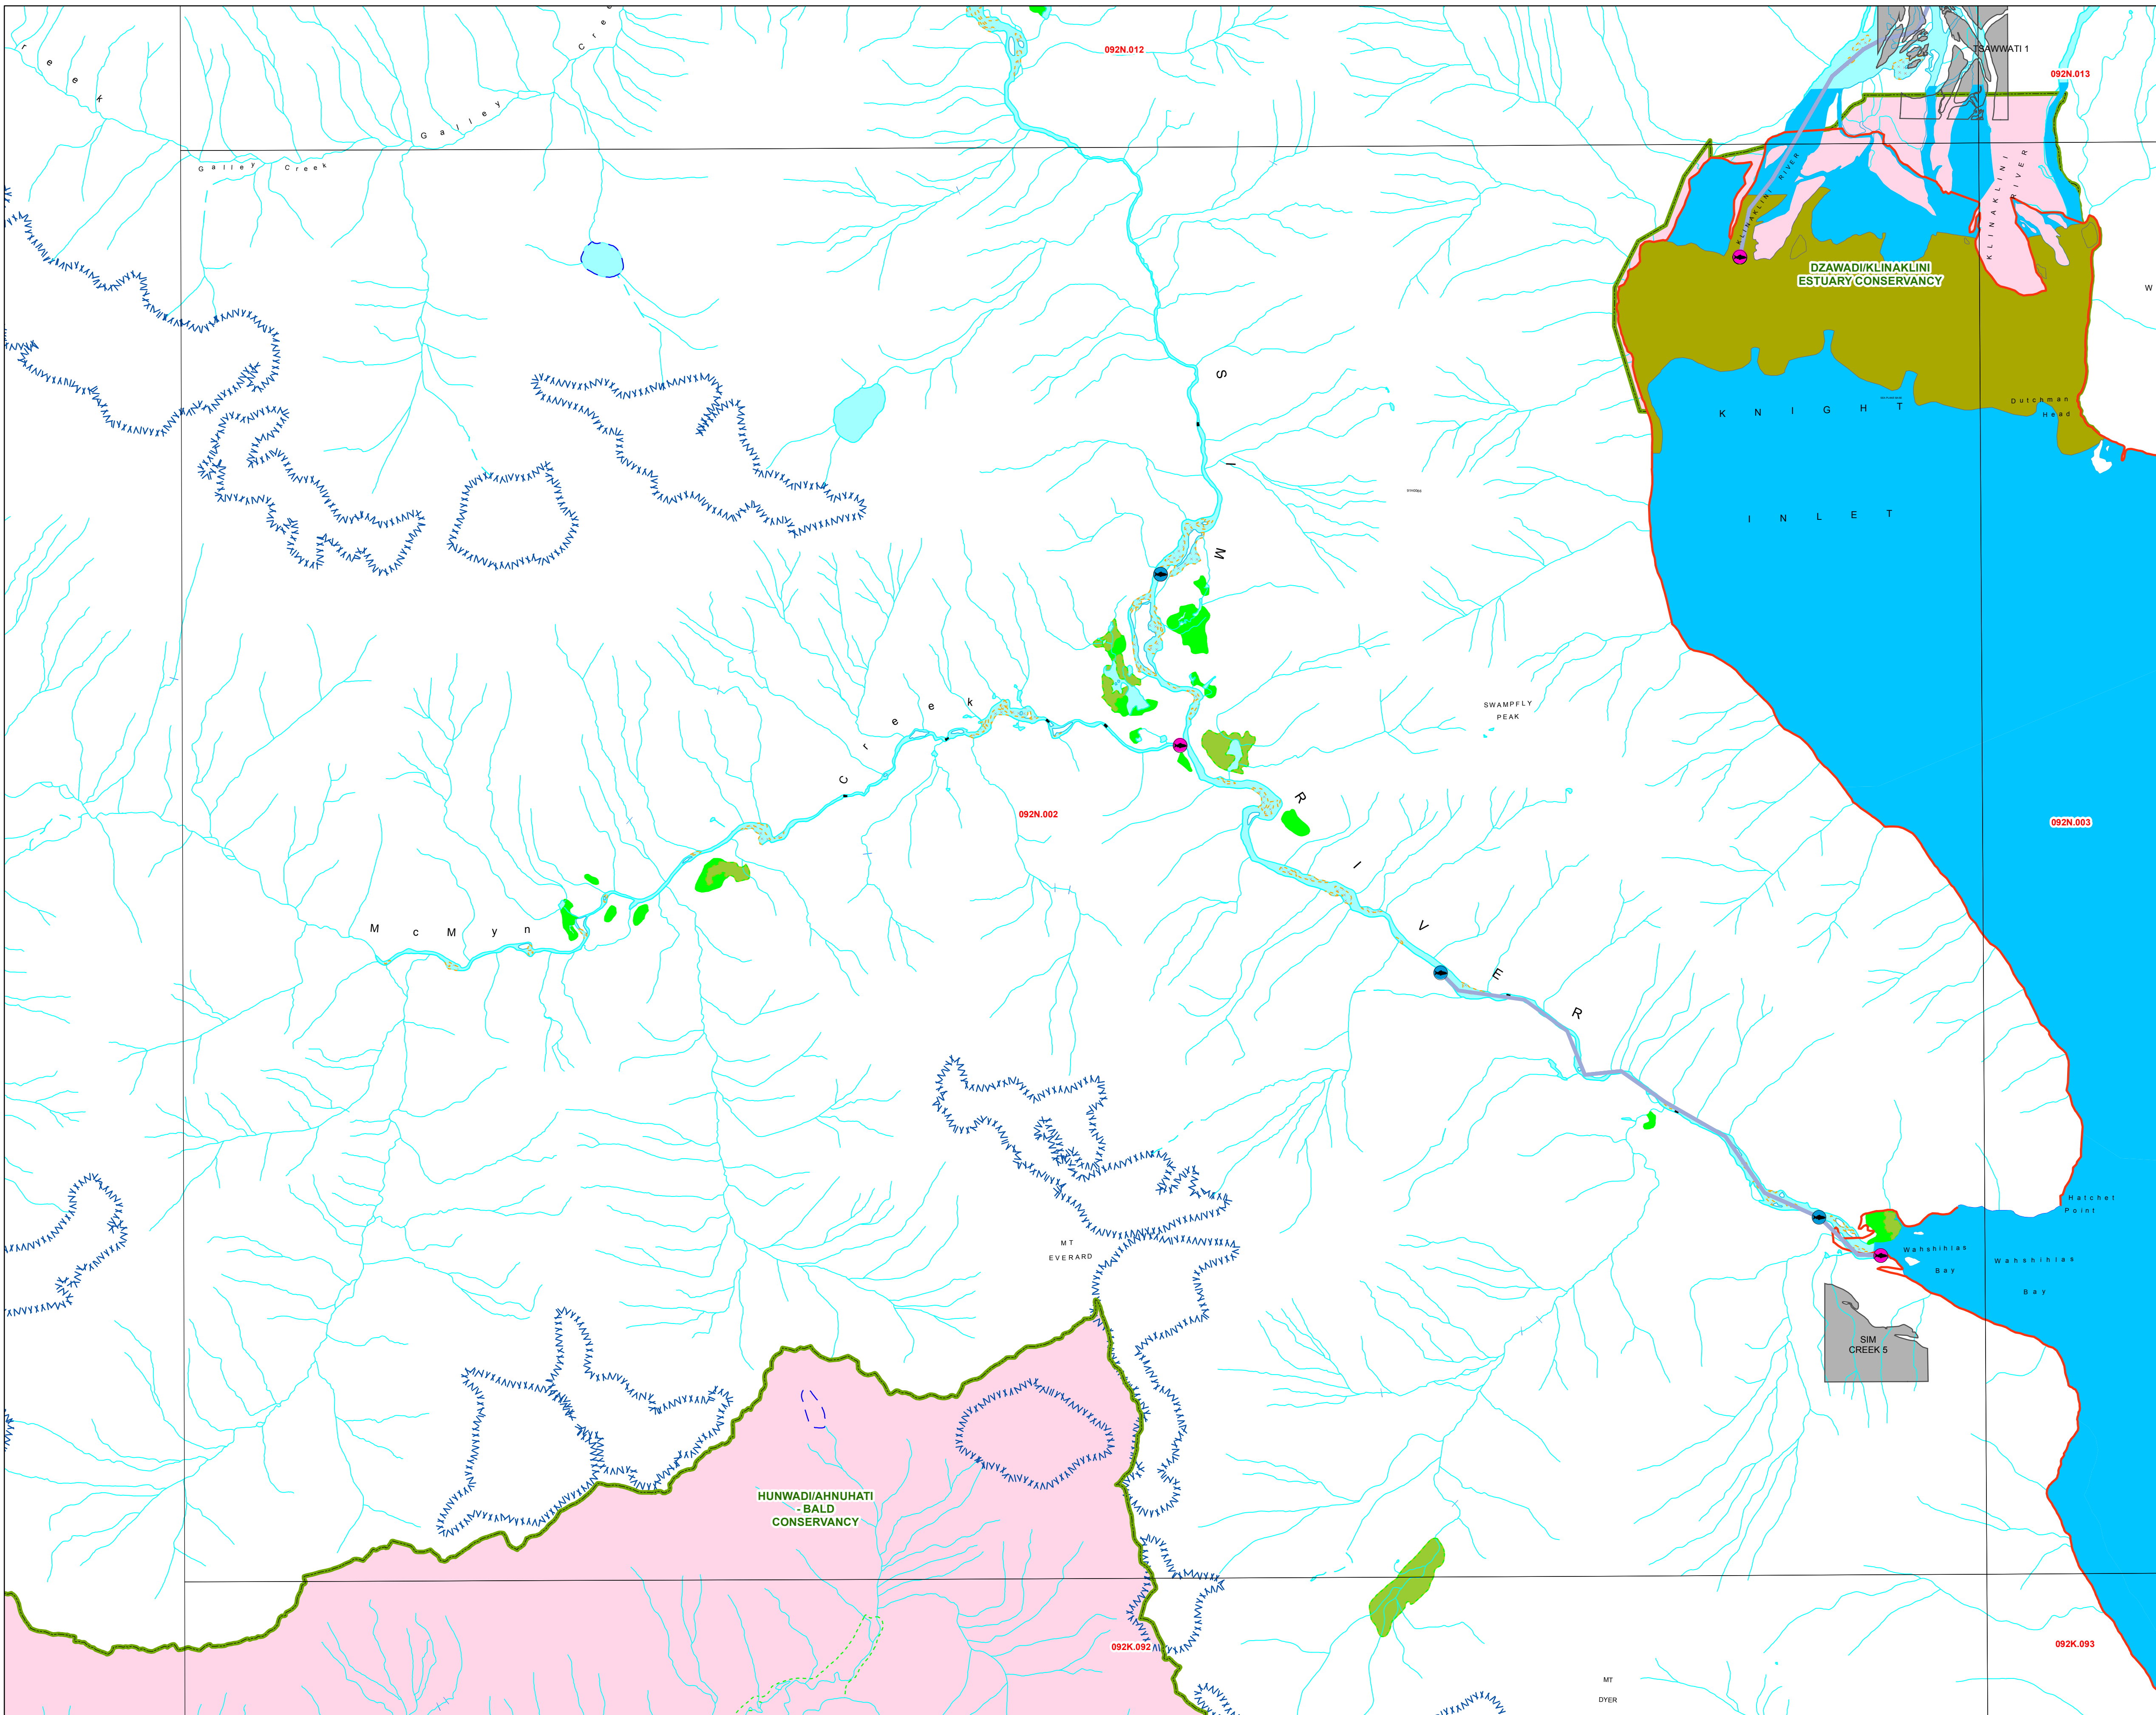 reek
Creek
Galley
Galley Creek
092N.012
TSAWWATI 1
092N.013
KLINAKLINI RIVER
KLINAKLINI
RIVER
DZAWADI/KLINAKLINI
ESTUARY CONSERVANCY
W
KNIGHT
Dutchman
Head
INLET
SIM
RIVER
SWAMPFLY
PEAK
McMyn
Creek
092N.002
092N.003
Hatchet
Point
Wahshihlas
Bay
Wahshihlas
Bay
MT
EVERARD
SIM
CREEK 5
HUNWADI/AHNUHATI
- BALD
CONSERVANCY
092K.092
092K.093
MT
DYER